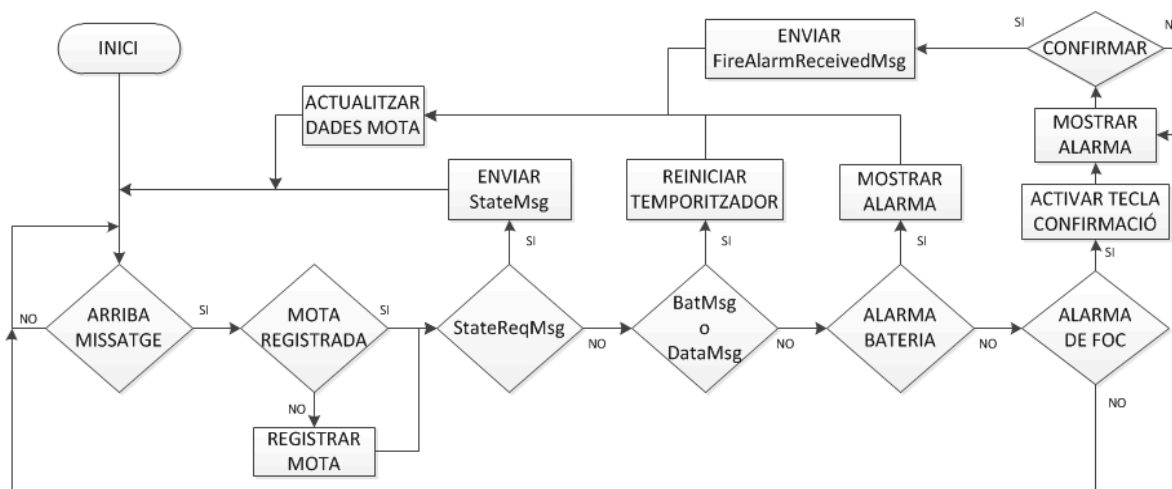 INICI
ENVIAR
FireAlarmReceivedMsg
SI
CONFIRMAR
ACTUALITZAR
DADES MOTA
MOSTRAR
ALARMA
ENVIAR
StateMsg
REINICIAR
TEMPORITZADOR
MOSTRAR
ALARMA
ACTIVAR TECLA
CONFIRMACIÓ
SI
SI
SI
SI
NO
ARRIBA
MISSATGE
SI
MOTA
REGISTRADA
SI
StateReqMsg
NO
BatMsg
o
DataMsg
NO
ALARMA
BATERIA
NO
ALARMA
DE FOC
NO
NO
REGISTRAR
MOTA